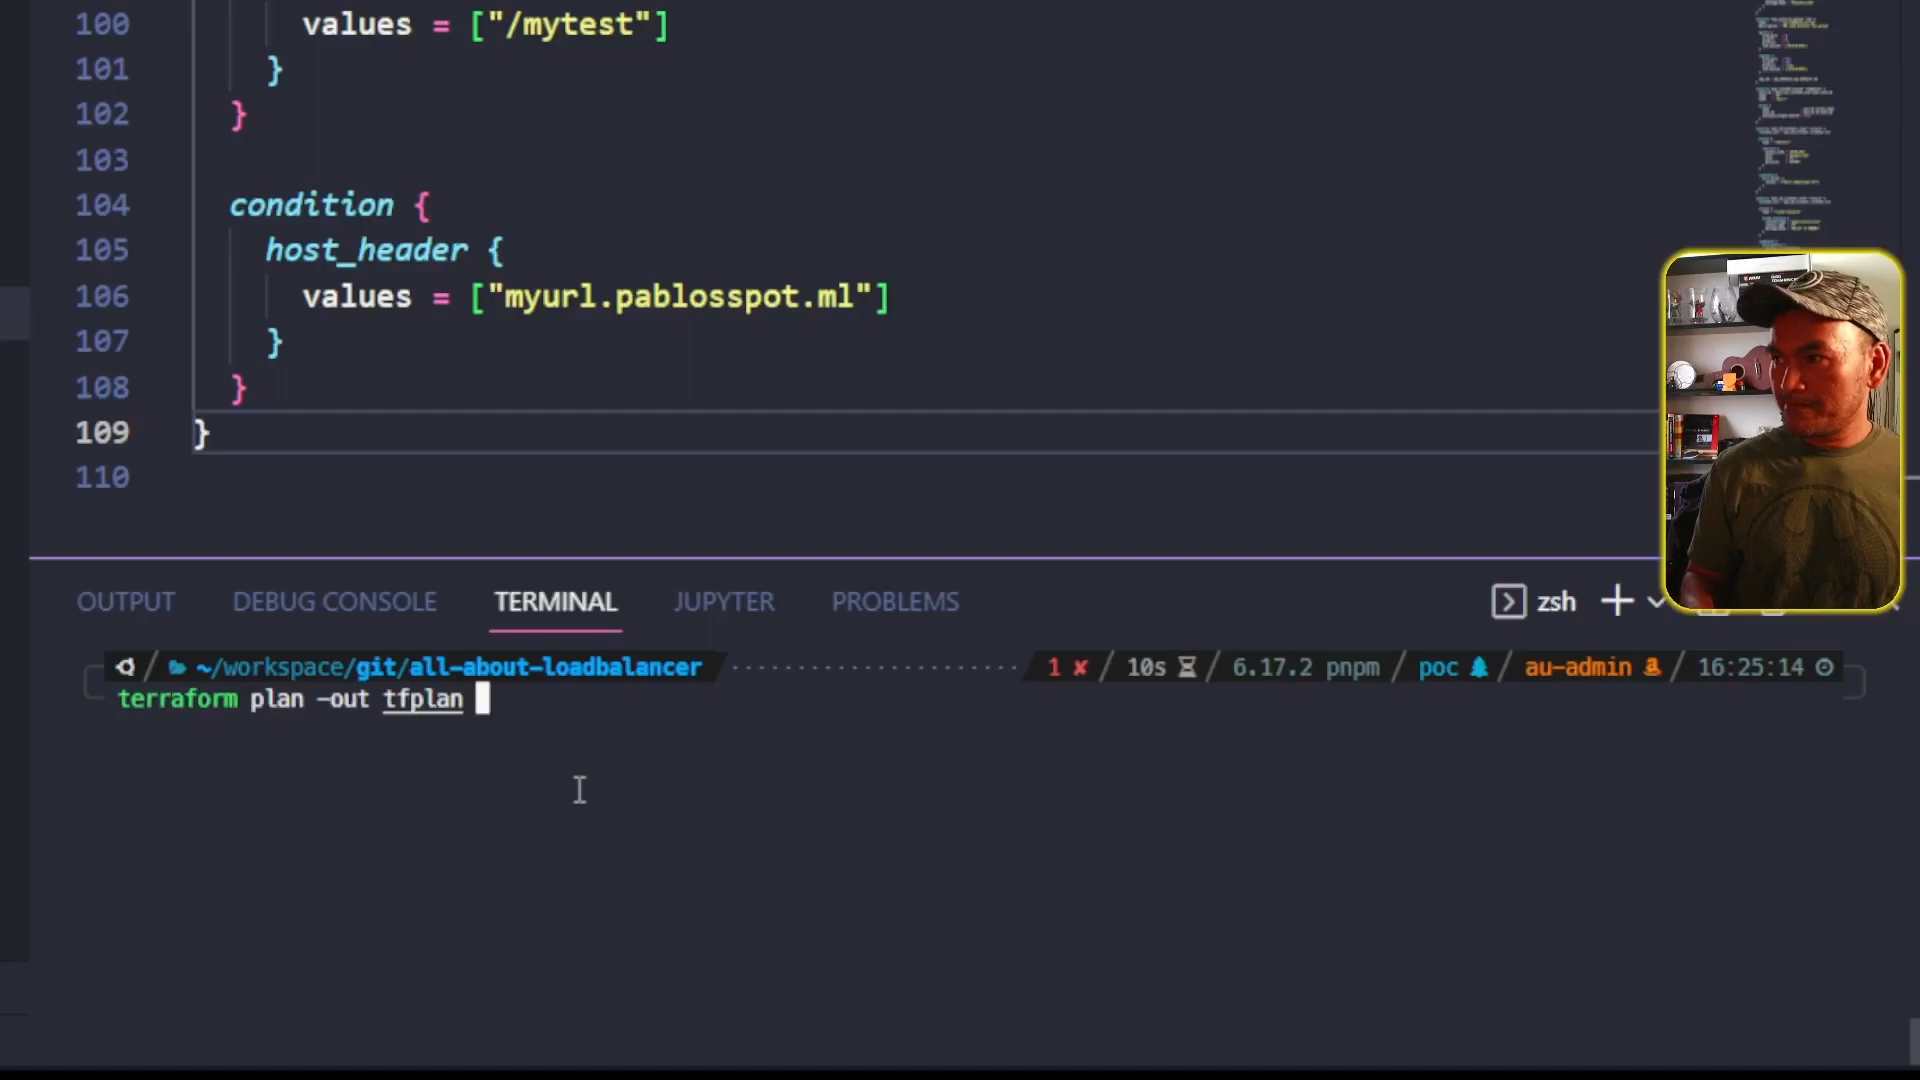 100 values = ["/mytest"]
101 }
102 }
103
104 condition {
105 host_header {
106 values = ["myurl.pablosspot.ml"]
107 }
108 }
109 }
110
OUTPUT DEBUG CONSOLE TERMINAL JUPYTER PROBLEMS zsh
~/workspace/git/all-about-loadbalancer 1 ✘ / 10s / 6.17.2 pnpm / poc / au-admin / 16:25:14
terraform plan -out tfplan